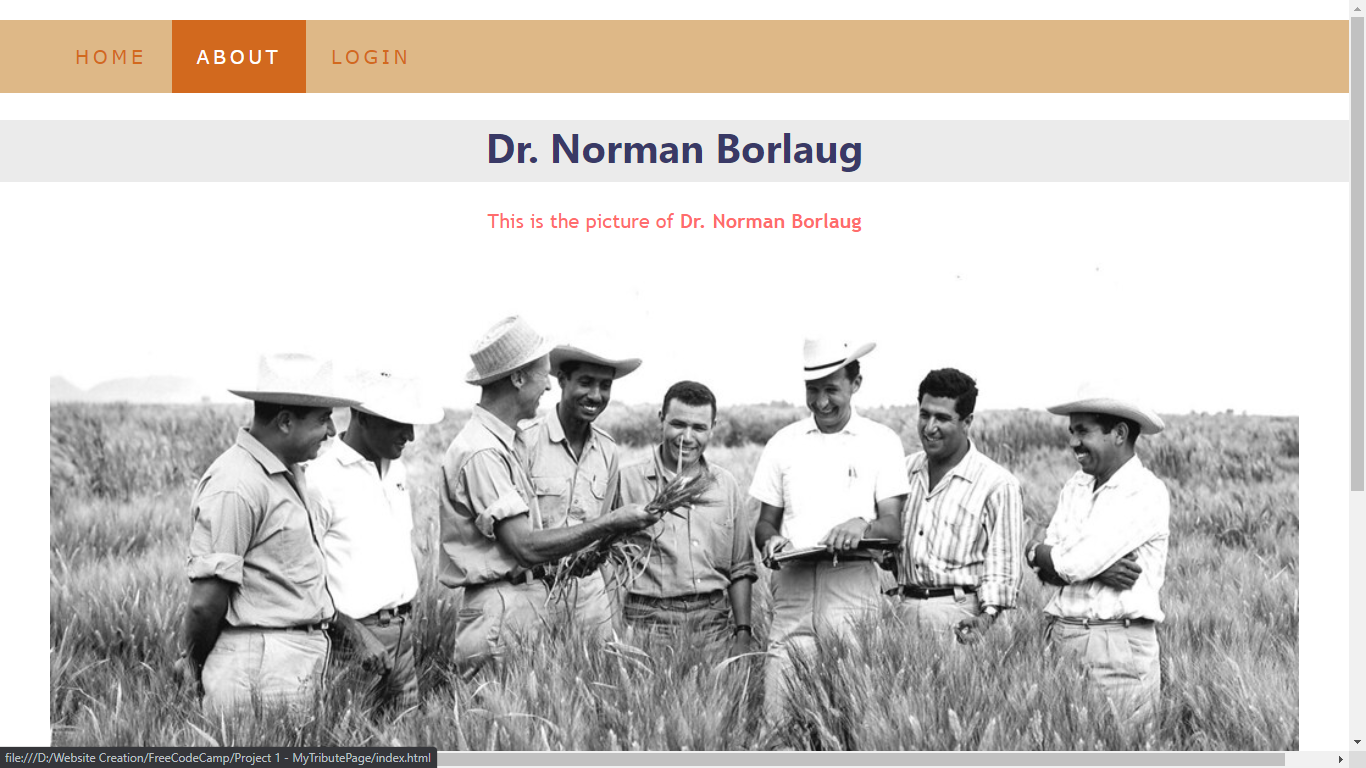 HOME ABOUT LOGIN
Dr. Norman Borlaug
This is the picture of Dr. Norman Borlaug
file:///D:/Website Creation/FreeCodeCamp/Project 1 - MyTributePage/index.html